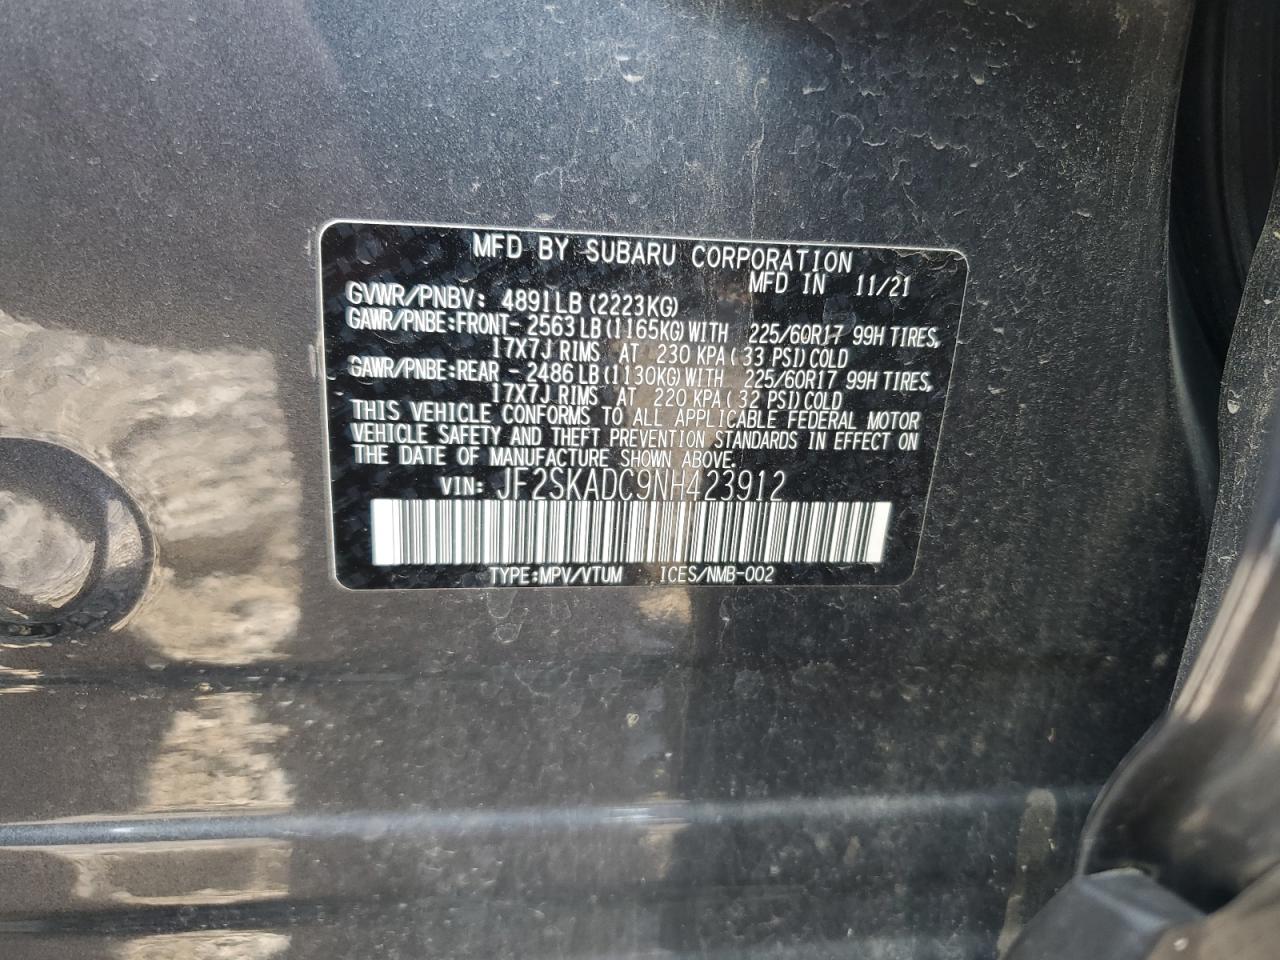 MFD BY SUBARU CORPORATION
MFD IN 11/21
GVWR/PNBV: 4891LB(2223KG)
GAWR/PNBE:FRONT- 2563LB(1165KG)WITH 225/60R17 99H TIRES,
17X7J RIMS AT 230 KPA(33 PSI)COLD
GAWR/PNBE:REAR - 2486LB(1130KG)WITH 225/60R17 99H TIRES,
17X7J RIMS AT 220 KPA(32 PSI)COLD
THIS VEHICLE CONFORMS TO ALL APPLICABLE FEDERAL MOTOR
VEHICLE SAFETY AND THEFT PREVENTION STANDARDS IN EFFECT ON
THE DATE OF MANUFACTURE SHOWN ABOVE.
VIN: JF2SKADC9NH423912
TYPE:MPV/VTUM ICES/NMB-002